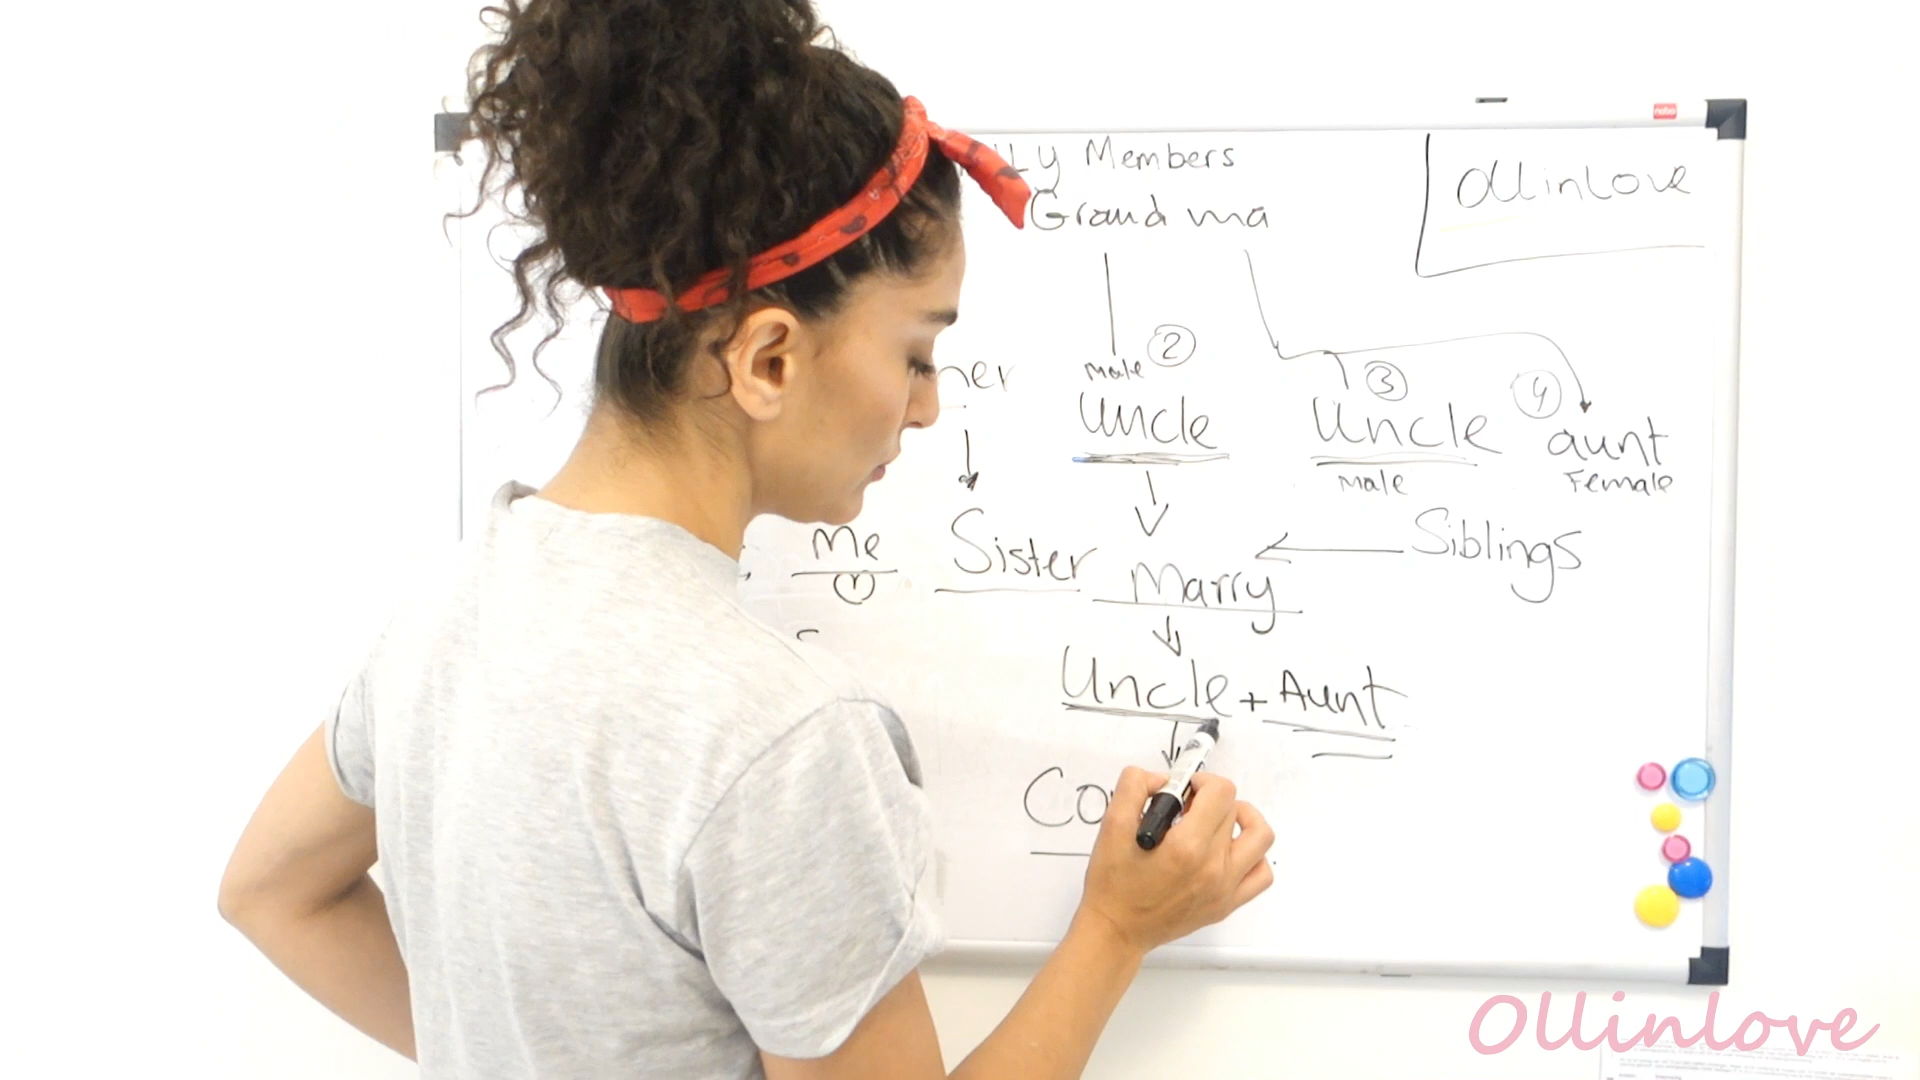 Members
ollinlove
Grand ma
Male 2
3
4
Uncle
Uncle
aunt
Male
Female
Me
Sister
Siblings
Marry
Uncle + Aunt
Ollinlove